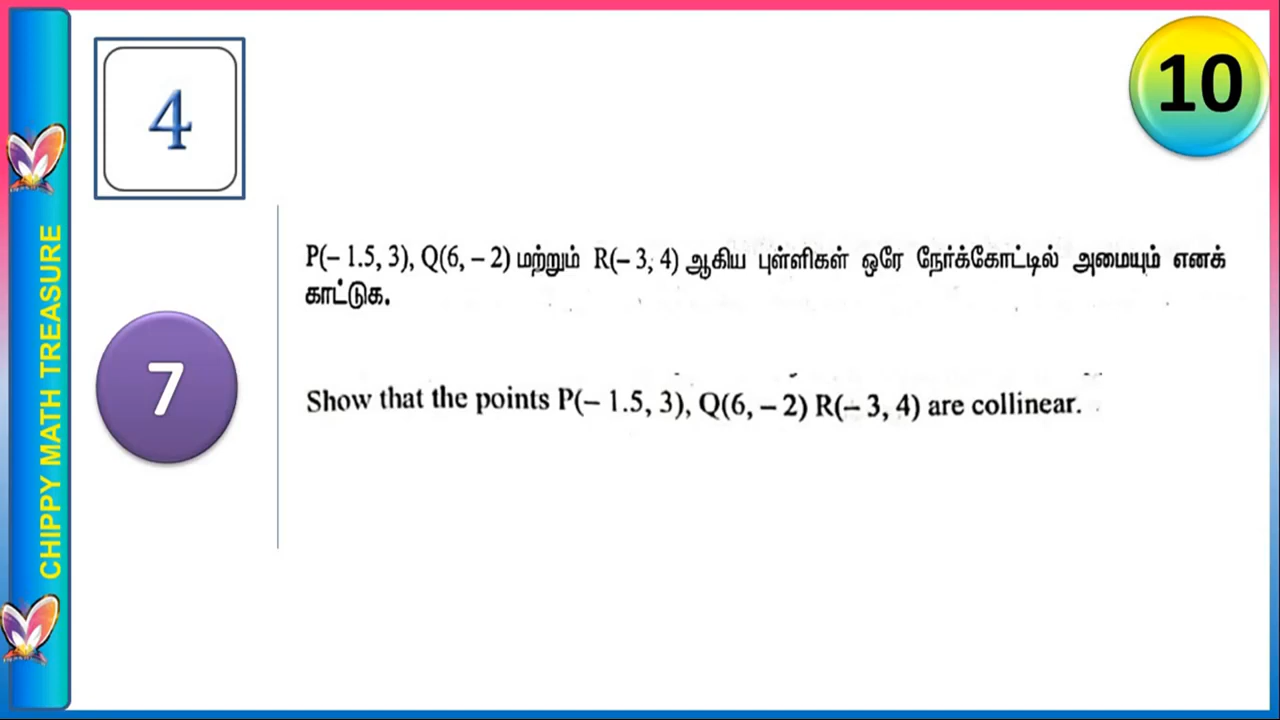 4
10
P(– 1.5, 3), Q(6, – 2) மற்றும் R(– 3, 4) ஆகிய புள்ளிகள் ஒரே நேர்க்கோட்டில் அமையும் எனக்
காட்டுக.
7
Show that the points P(– 1.5, 3), Q(6, – 2) R(– 3, 4) are collinear.
CHIPPY MATH TREASURE